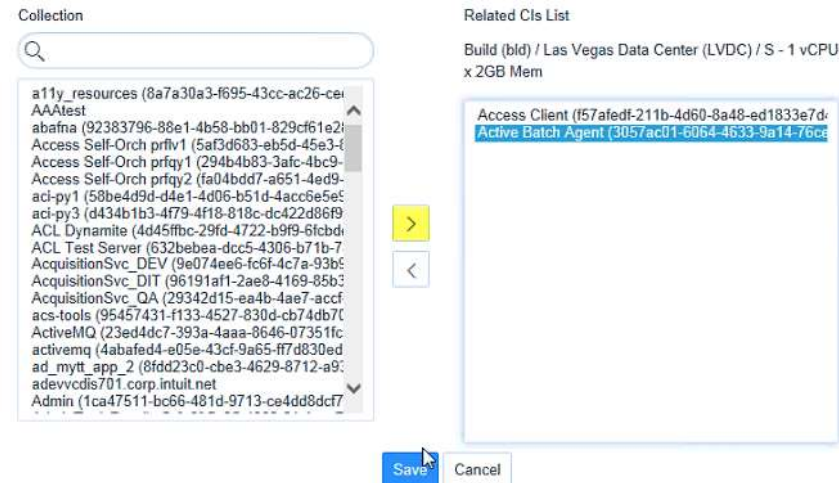 Collection
Related CIs List
Build (bld) / Las Vegas Data Center (LVDC) / S - 1 vCPU
x 2GB Mem
a11y_resources (8a7a30a3-f695-43cc-ac26-ce
AAAtest
abafna (92383796-88e1-4b58-bb01-829cf61e2
Access Self-Orch prflv1 (5af3d683-eb5d-45e3-
Access Self-Orch prfqy1 (294b4b83-3afc-4bc9-
Access Self-Orch prfqy2 (fa04bdd7-a651-4ed9-
aci-py1 (58be4d9d-d4e1-4d06-b51d-4acc6e5e
aci-py3 (d434b1b3-4f79-4f18-818c-dc422d86f9
ACL Dynamite (4d45ffbc-29fd-4722-b9f9-6fcbd
ACL Test Server (632bebea-dcc5-4306-b71b-7
AcquisitionSvc_DEV (9e074ee6-fc6f-4c7a-93b
AcquisitionSvc_DIT (96191af1-2ae8-4169-85b3
AcquisitionSvc_QA (29342d15-ea4b-4ae7-accf
acs-tools (95457431-f133-4527-830d-cb74db7
ActiveMQ (23ed4dc7-393a-4aaa-8646-07351fc
activemq (4abafed4-e05e-43cf-9a65-ff7d830ed
ad_mytt_app_2 (8fdd23c0-cbe3-4629-8712-a9
adevvcdis701.corp.intuit.net
Admin (1ca47511-bc66-481d-9713-ce4dd8dcf7
Access Client (f57afedf-211b-4d60-8a48-ed1833e7d
Active Batch Agent (3057ac01-6064-4633-9a14-76ce
>
<
Save
Cancel